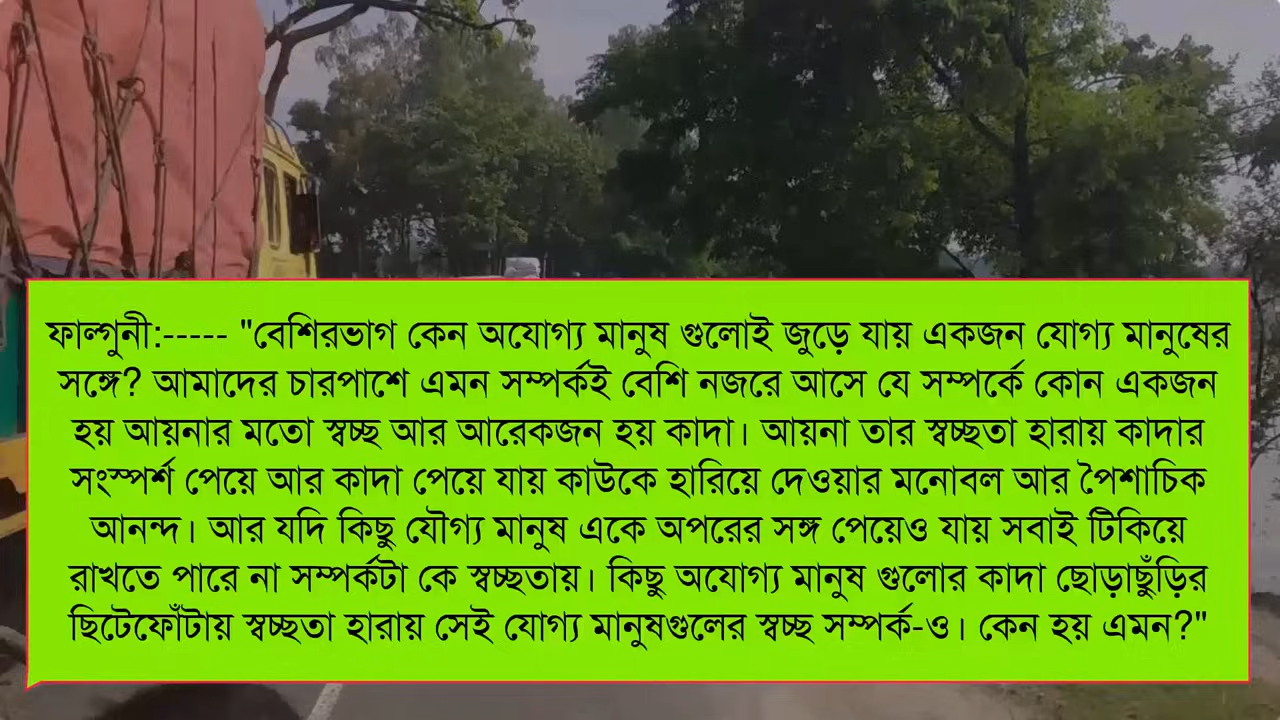 ফাল্গুনী:----- "বেশিরভাগ কেন অযোগ্য মানুষ গুলোই জুড়ে যায় একজন যোগ্য মানুষের
সঙ্গে? আমাদের চারপাশে এমন সম্পর্কই বেশি নজরে আসে যে সম্পর্কে কোন একজন
হয় আয়নার মতো স্বচ্ছ আর আরেকজন হয় কাদা। আয়না তার স্বচ্ছতা হারায় কাদার
সংস্পর্শ পেয়ে আর কাদা পেয়ে যায় কাউকে হারিয়ে দেওয়ার মনোবল আর পৈশাচিক
আনন্দ। আর যদি কিছু যৌগ্য মানুষ একে অপরের সঙ্গ পেয়েও যায় সবাই টিকিয়ে
রাখতে পারে না সম্পর্কটা কে স্বচ্ছতায়। কিছু অযোগ্য মানুষ গুলোর কাদা ছোড়াছুঁড়ির
ছিটেফোঁটায় স্বচ্ছতা হারায় সেই যোগ্য মানুষগুলের স্বচ্ছ সম্পর্ক-ও। কেন হয় এমন?"